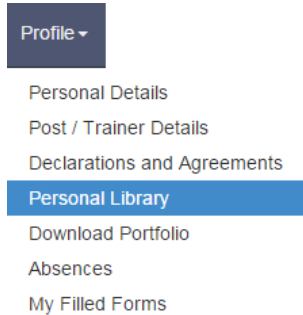 Profile
Personal Details
Post / Trainer Details
Declarations and Agreements
Personal Library
Download Portfolio
Absences
My Filled Forms